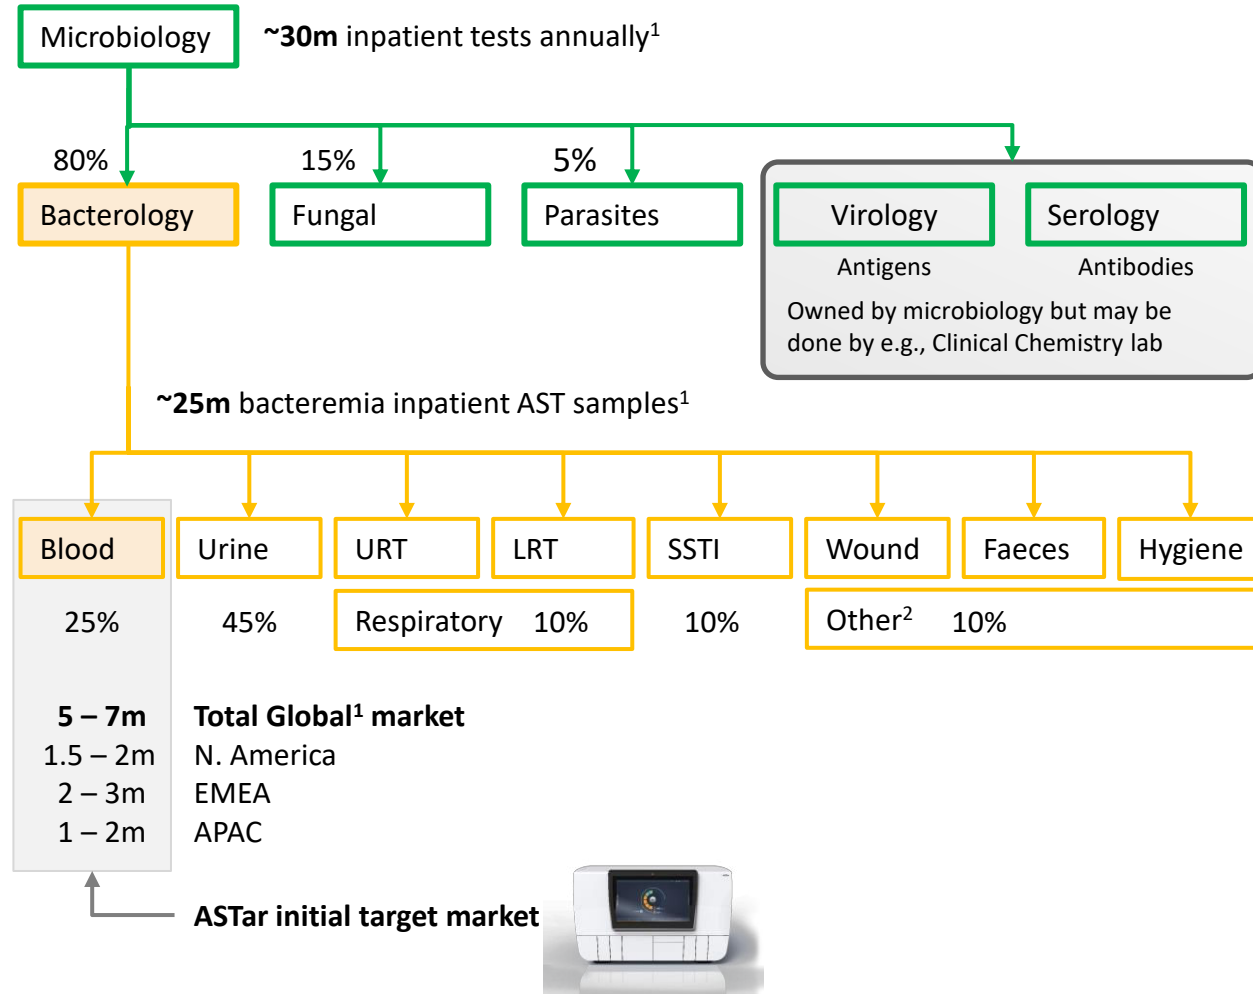 Microbiology
~30m inpatient tests annually1
80%
15%
5%
Bacterology
Fungal
Parasites
Virology
Serology
Antigens
Antibodies
Owned by microbiology but may be
done by e.g., Clinical Chemistry lab
~25m bacteremia inpatient AST samples1
Blood
Urine
URT
LRT
SSTI
Wound
Faeces
Hygiene
25%
45%
Respiratory 10%
10%
Other2 10%
5 – 7m Total Global1 market
1.5 – 2m N. America
2 – 3m EMEA
1 – 2m APAC
ASTar initial target market